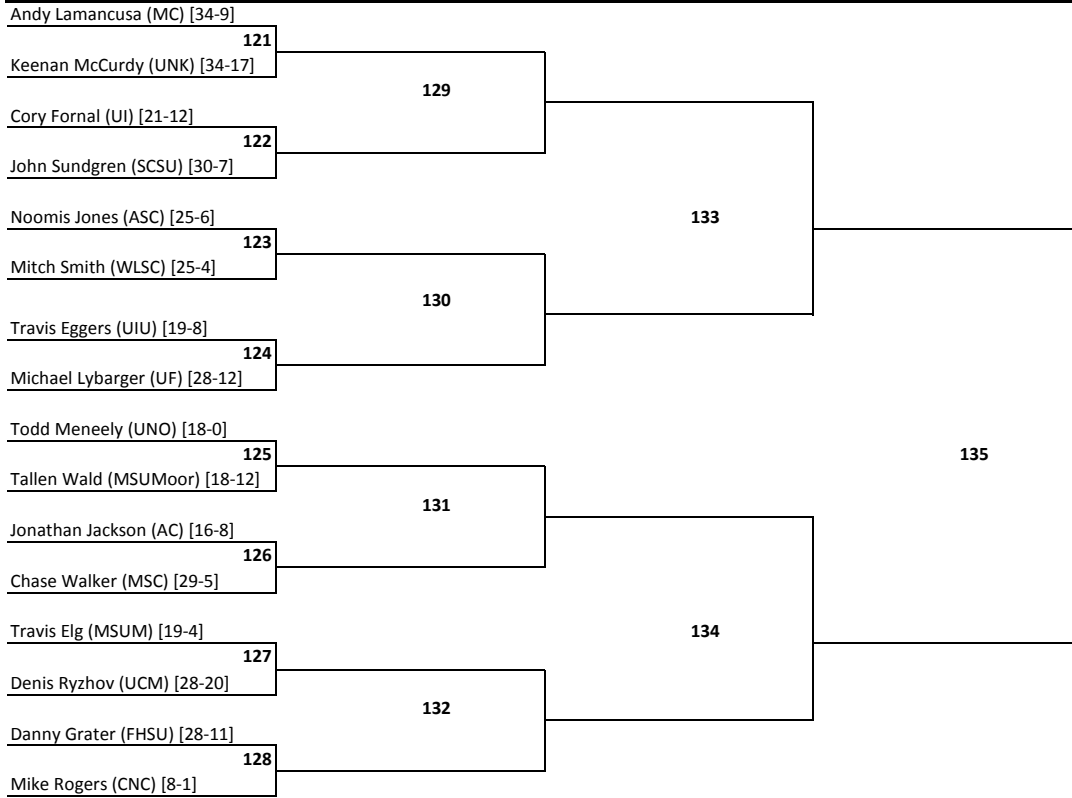 Andy Lamancusa (MC) [34-9]
121
Keenan McCurdy (UNK) [34-17]
129
Cory Fornal (UI) [21-12]
122
John Sundgren (SCSU) [30-7]
Noomis Jones (ASC) [25-6]
133
123
Mitch Smith (WLSC) [25-4]
130
Travis Eggers (UIU) [19-8]
124
Michael Lybarger (UF) [28-12]
Todd Meneely (UNO) [18-0]
125
135
Tallen Wald (MSUMoor) [18-12]
131
Jonathan Jackson (AC) [16-8]
126
Chase Walker (MSC) [29-5]
Travis Elg (MSUM) [19-4]
134
127
Denis Ryzhov (UCM) [28-20]
132
Danny Grater (FHSU) [28-11]
128
Mike Rogers (CNC) [8-1]